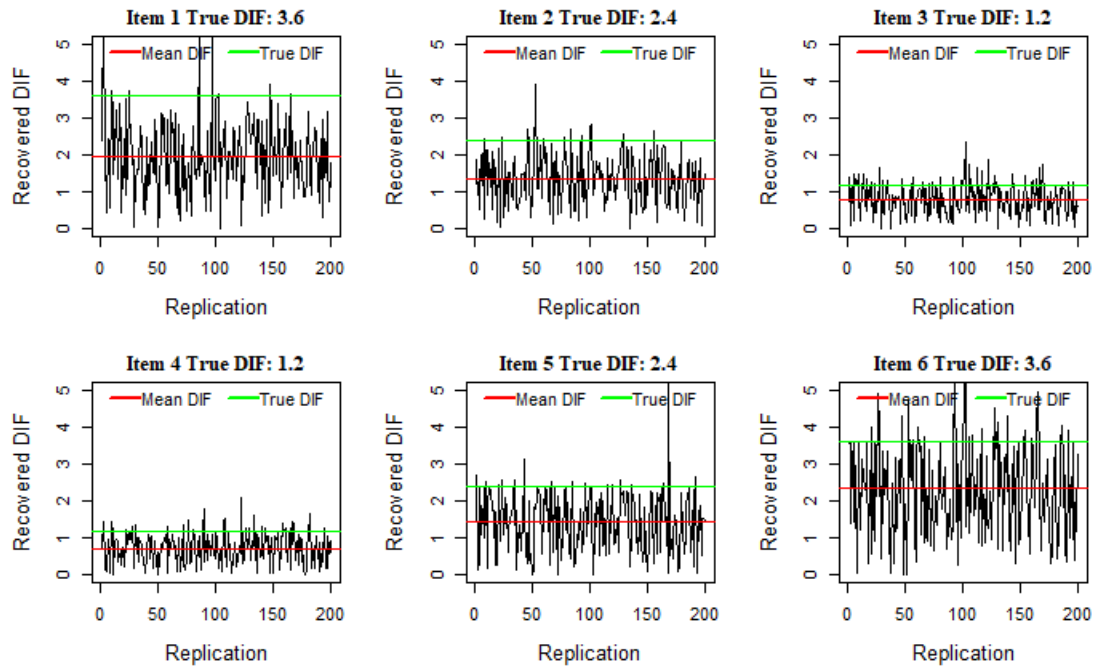 Item 1 True DIF: 3.6
Mean DIF True DIF
Recovered DIF
5
4
3
2
1
0
0 50 100 150 200
Replication
Item 2 True DIF: 2.4
Mean DIF True DIF
Recovered DIF
5
4
3
2
1
0
0 50 100 150 200
Replication
Item 3 True DIF: 1.2
Mean DIF True DIF
Recovered DIF
5
4
3
2
1
0
0 50 100 150 200
Replication
Item 4 True DIF: 1.2
Mean DIF True DIF
Recovered DIF
5
4
3
2
1
0
0 50 100 150 200
Replication
Item 5 True DIF: 2.4
Mean DIF True DIF
Recovered DIF
5
4
3
2
1
0
0 50 100 150 200
Replication
Item 6 True DIF: 3.6
Mean DIF True DIF
Recovered DIF
5
4
3
2
1
0
0 50 100 150 200
Replication